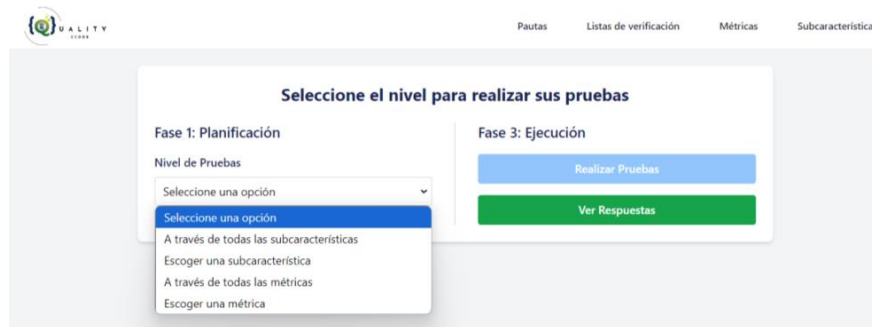 {Q}UALITY
Pautas
Listas de verificación
Métricas
Subcaracterística
Seleccione el nivel para realizar sus pruebas
Fase 1: Planificación
Nivel de Pruebas
Seleccione una opción
Seleccione una opción
A través de todas las subcaracterísticas
Escoger una subcaracterística
A través de todas las métricas
Escoger una métrica
Fase 3: Ejecución
Realizar Pruebas
Ver Respuestas